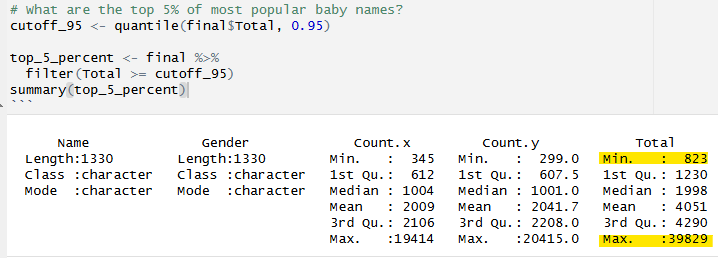 # What are the top 5% of most popular baby names?
cutoff_95 <- quantile(final$Total, 0.95)
top_5_percent <- final %>%
  filter(Total >= cutoff_95)
summary(top_5_percent)
```
    Name              Gender             Count.x         Count.y            Total
 Length:1330        Length:1330        Min.   :  345   Min.   :  299.0   Min.   :  823
 Class :character   Class :character   1st Qu.:  612   1st Qu.:  607.5   1st Qu.: 1230
 Mode  :character   Mode  :character   Median : 1004   Median : 1001.0   Median : 1998
                                       Mean   : 2009   Mean   : 2041.7   Mean   : 4051
                                       3rd Qu.: 2106   3rd Qu.: 2208.0   3rd Qu.: 4290
                                       Max.   :19414   Max.   :20415.0   Max.   :39829